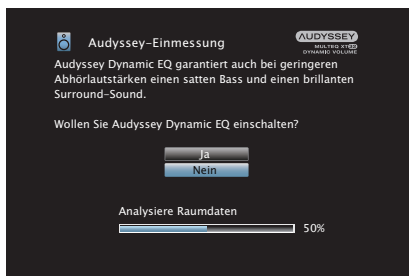 Audyssey-Einmessung
AUDYSSEY
MULTEQ XT32
DYNAMIC VOLUME
Audyssey Dynamic EQ garantiert auch bei geringeren
Abhörlautstärken einen satten Bass und einen brillanten
Surround-Sound.
Wollen Sie Audyssey Dynamic EQ einschalten?
Ja
Nein
Analysiere Raumdaten
50%